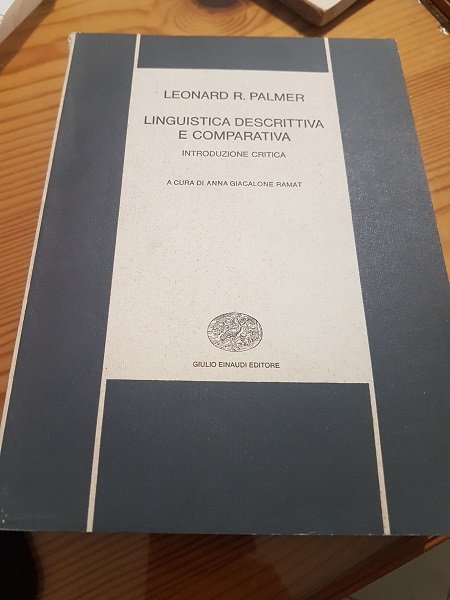 LEONARD R. PALMER
LINGUISTICA DESCRITTIVA
E COMPARATIVA
INTRODUZIONE CRITICA
A CURA DI ANNA GIACALONE RAMAT
GIULIO EINAUDI EDITORE